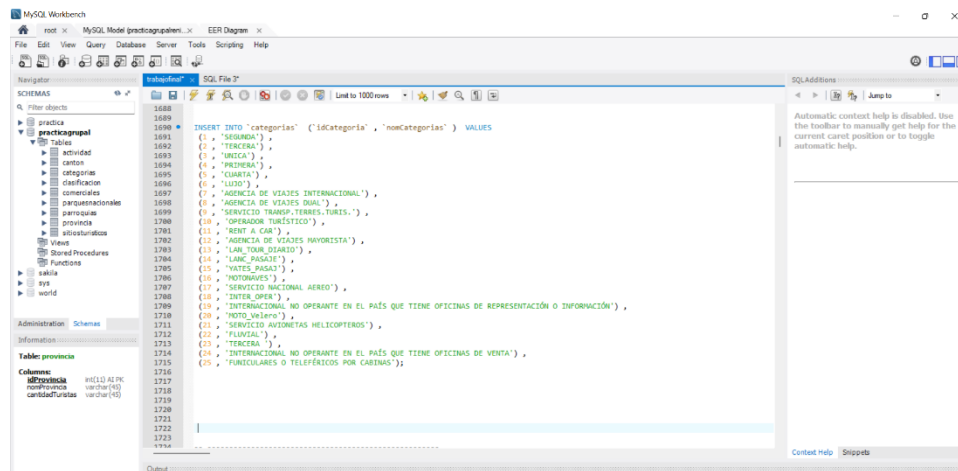 MySQL Workbench
root × MySQL Model (practicagrupalreni...× EER Diagram ×
File Edit View Query Database Server Tools Scripting Help
Navigator
SCHEMAS
Filter objects
practica
practicagrupal
Tables
actividad
canton
categorias
clasificacion
comerciales
parquesnacionales
parroquias
provincia
sitiosturisticos
Views
Stored Procedures
Functions
sakila
sys
world
Administration Schemas
Information
Table: provincia
Columns:
idProvincia int(11) AI PK
nomProvincia varchar(45)
cantidadTuristas varchar(45)
trabajofinal* × SQL File 3*
Limit to 1000 rows
1688
1689
1690 INSERT INTO `categorias` (`idCategoria` , `nomCategorias` ) VALUES
1691 (1 , 'SEGUNDA') ,
1692 (2 , 'TERCERA') ,
1693 (3 , 'UNICA') ,
1694 (4 , 'PRIMERA') ,
1695 (5 , 'CUARTA') ,
1696 (6 , 'LUJO') ,
1697 (7 , 'AGENCIA DE VIAJES INTERNACIONAL') ,
1698 (8 , 'AGENCIA DE VIAJES DUAL') ,
1699 (9 , 'SERVICIO TRANSP.TERRES.TURIS.') ,
1700 (10 , 'OPERADOR TURÍSTICO') ,
1701 (11 , 'RENT A CAR') ,
1702 (12 , 'AGENCIA DE VIAJES MAYORISTA') ,
1703 (13 , 'LAN_TOUR_DIARIO') ,
1704 (14 , 'LANC_PASAJE') ,
1705 (15 , 'YATES_PASAJ') ,
1706 (16 , 'MOTONAVES') ,
1707 (17 , 'SERVICIO NACIONAL AEREO') ,
1708 (18 , 'INTER_OPER') ,
1709 (19 , 'INTERNACIONAL NO OPERANTE EN EL PAÍS QUE TIENE OFICINAS DE REPRESENTACIÓN O INFORMACIÓN') ,
1710 (20 , 'MOTO_Velero') ,
1711 (21 , 'SERVICIO AVIONETAS HELICOPTEROS') ,
1712 (22 , 'FLUVIAL') ,
1713 (23 , 'TERCERA ') ,
1714 (24 , 'INTERNACIONAL NO OPERANTE EN EL PAÍS QUE TIENE OFICINAS DE VENTA') ,
1715 (25 , 'FUNICULARES O TELEFÉRICOS POR CABINAS');
1716
1717
1718
1719
1720
1721
1722
1723
1724 -- ----------------------------------------------------
Output
SQLAdditions
Jump to
Automatic context help is disabled. Use
the toolbar to manually get help for the
current caret position or to toggle
automatic help.
Context Help Snippets